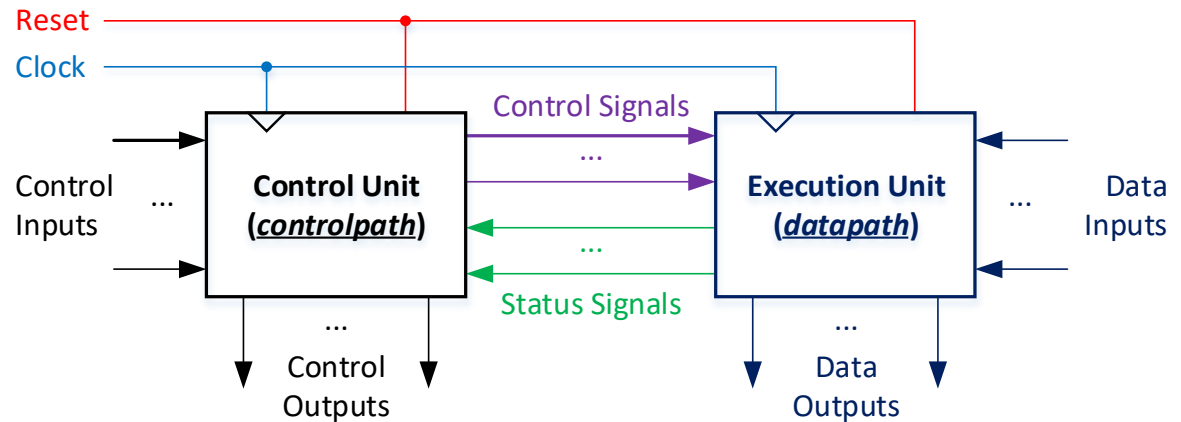 Reset
Clock
Control Signals
...
Control Unit
(controlpath)
Execution Unit
(datapath)
Control
Inputs
...
...
Data
Inputs
...
Status Signals
...
Control
Outputs
...
Data
Outputs